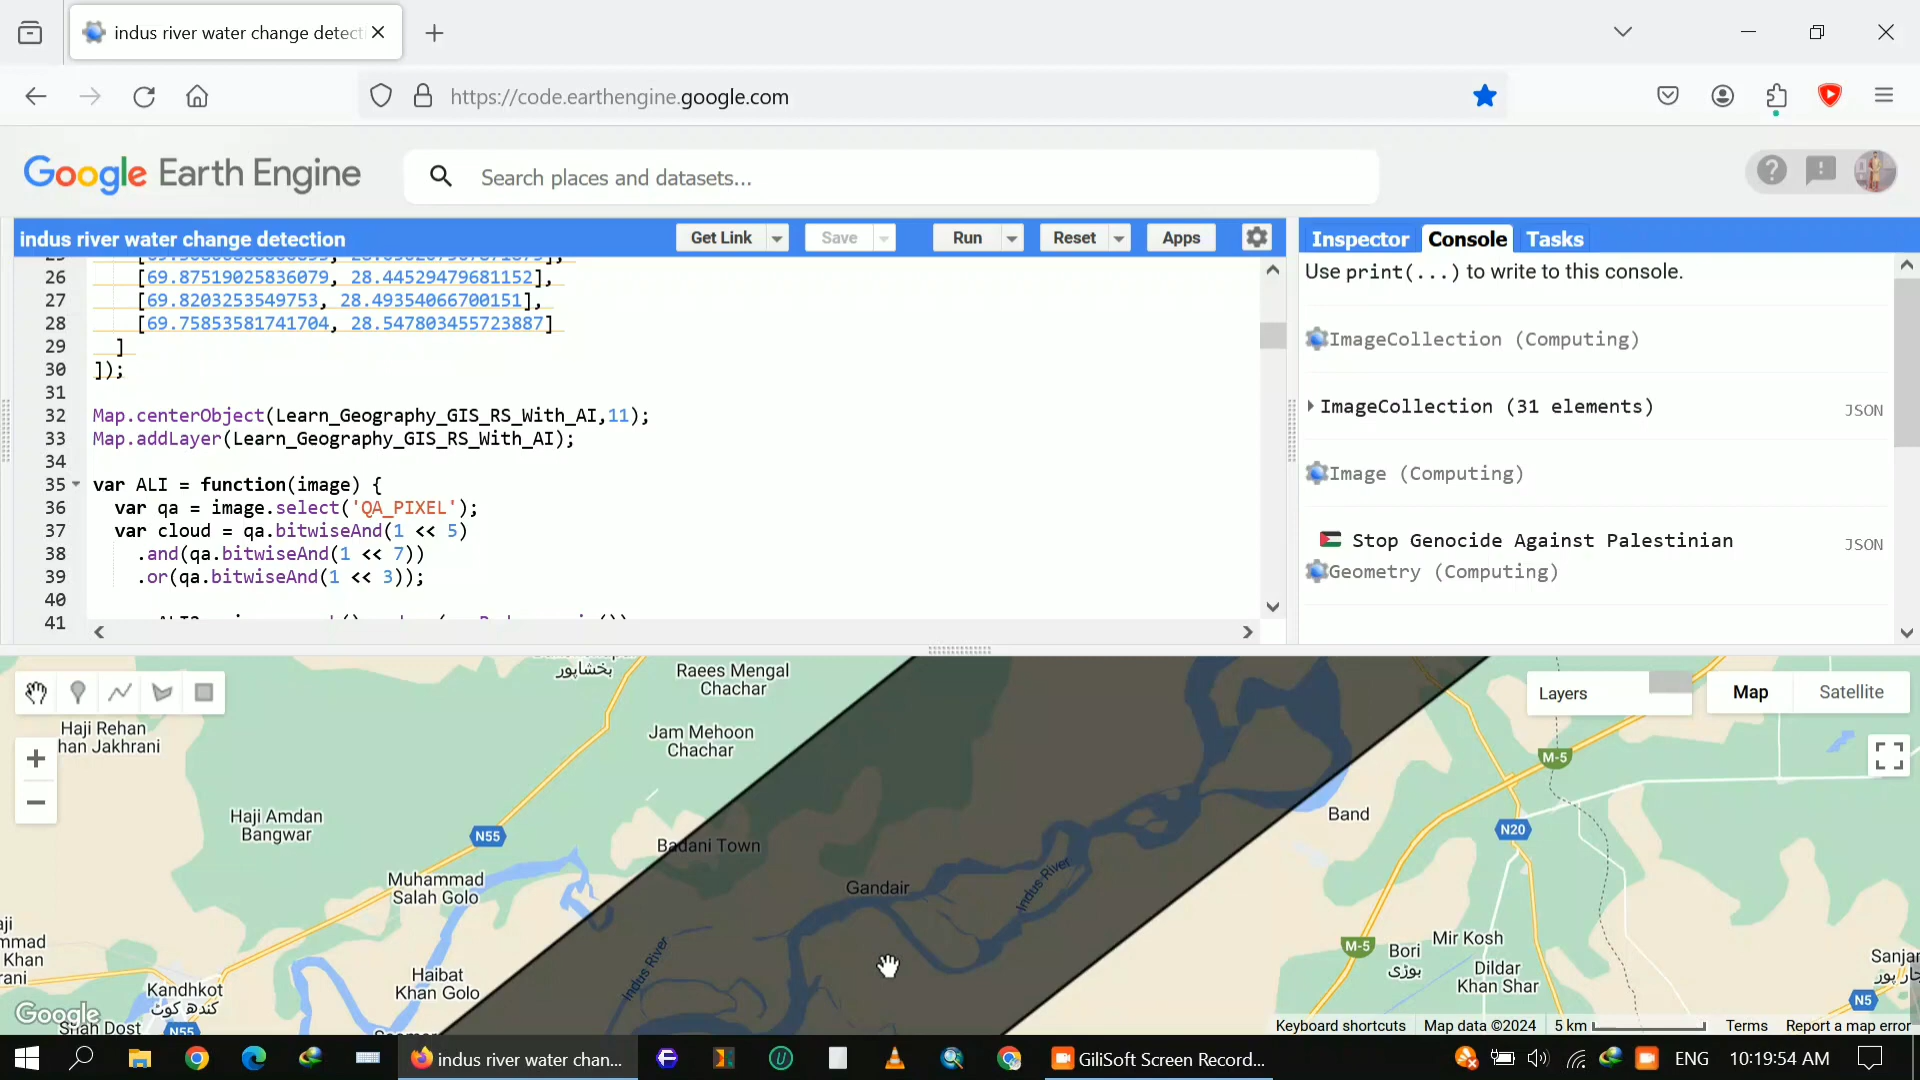 indus river water change detect
https://code.earthengine.google.com
Google Earth Engine
Search places and datasets...
indus river water change detection
Get Link
Save
Run
Reset
Apps
Inspector
Console
Tasks
26 [69.87519025836079, 28.44529479681152],
27 [69.8203253549753, 28.49354066700151],
28 [69.75853581741704, 28.547803455723887]
29 ]
30 ]);
31
32 Map.centerObject(Learn_Geography_GIS_RS_With_AI,11);
33 Map.addLayer(Learn_Geography_GIS_RS_With_AI);
34
35 var ALI = function(image) {
36 var qa = image.select('QA_PIXEL');
37 var cloud = qa.bitwiseAnd(1 << 5)
38 .and(qa.bitwiseAnd(1 << 7))
39 .or(qa.bitwiseAnd(1 << 3));
40
41
Use print(...) to write to this console.
ImageCollection (Computing)
ImageCollection (31 elements)
JSON
Image (Computing)
🇵🇸 Stop Genocide Against Palestinian
JSON
Geometry (Computing)
بخشاپور
Raees Mengal
Chachar
Layers
Map
Satellite
Haji Rehan
han Jakhrani
Jam Mehoon
Chachar
M-5
Haji Amdan
Bangwar
N55
Badani Town
Band
N20
Muhammad
Salah Golo
Gandair
Indus River
Indus River
aji
mmad
Khan
rani
M-5
Bori
بوڑی
Mir Kosh
Dildar
Khan Shar
Sanjar
Haibat
Khan Golo
Kandhkot
کندھ کوٹ
N5
Google
Shah Dost
N55
Keyboard shortcuts
Map data ©2024
5 km
Terms
Report a map error
indus river water chan...
GiliSoft Screen Record...
ENG
10:19:54 AM